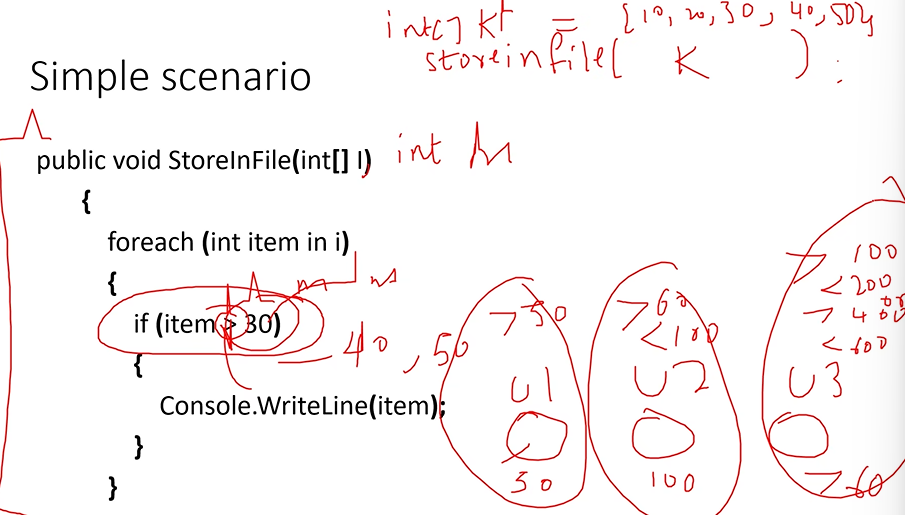 int[] K = {10, 20, 30, 40, 50};
storeinfile( K ) ;
Simple scenario
public void StoreInFile(int[] I) int
{
foreach (int item in i)
{
if (item > 30)
40, 50
{
Console.WriteLine(item);
}
}
> 30
U1
30
> 60
< 100
U2
100
> 100
< 200
or
> 400
< 600
U3
> 60